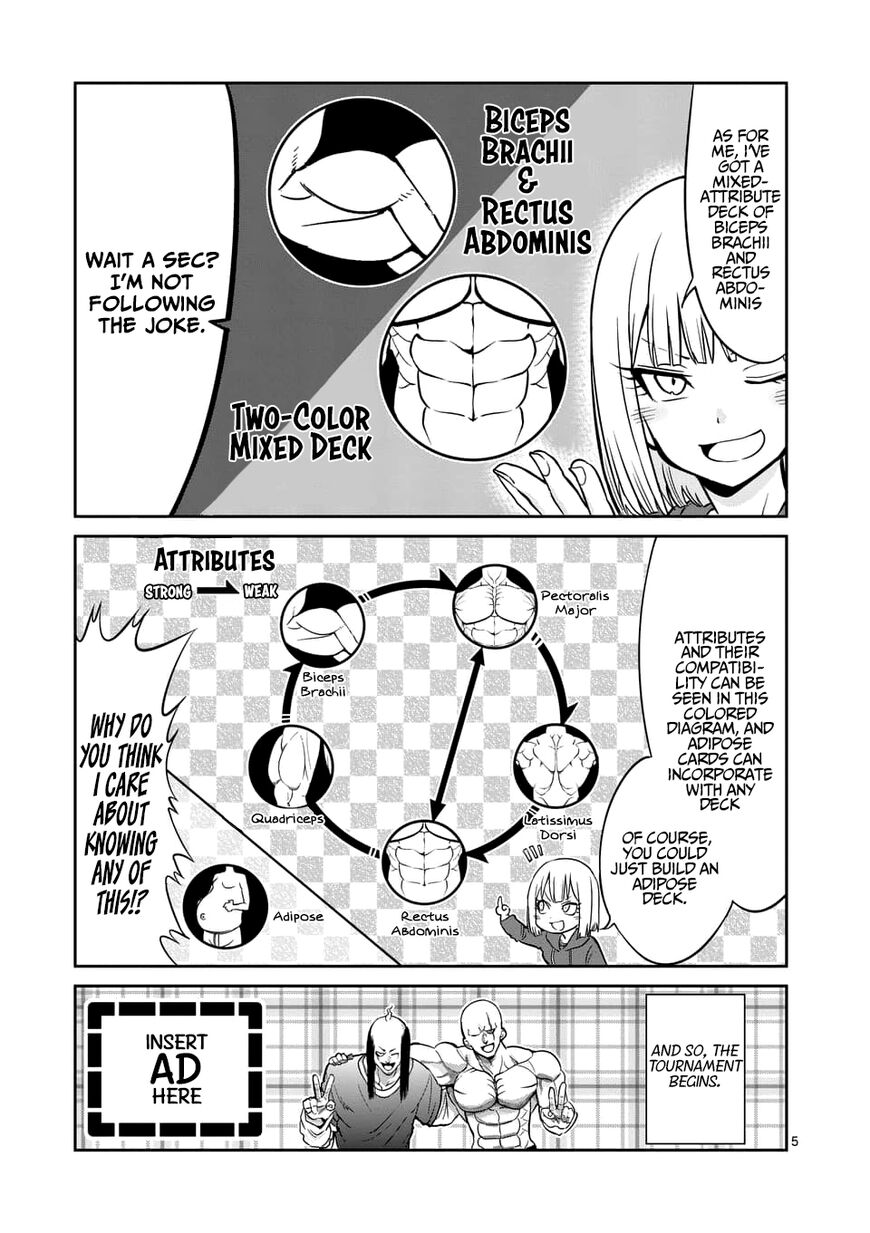 AS FOR
ME, I'VE
GOT A
MIXED-
ATTRIBUTE
DECK OF
BICEPS
BRACHII
AND
RECTUS
ABDO-
MINIS
BICEPS
BRACHII
&
RECTUS
ABDOMINIS
TWO-COLOR
MIXED DECK
WAIT A SEC?
I'M NOT
FOLLOWING
THE JOKE.
ATTRIBUTES
AND THEIR
COMPATIBI-
LITY CAN BE
SEEN IN THIS
COLORED
DIAGRAM, AND
ADIPOSE
CARDS CAN
INCORPORATE
WITH ANY
DECK
OF COURSE,
YOU COULD
JUST BUILD AN
ADIPOSE
DECK.
ATTRIBUTES
STRONG WEAK
Biceps
Brachii
Pectoralis
Major
Latissimus
Dorsi
Rectus
Abdominis
Quadriceps
Adipose
WHY DO
YOU THINK
I CARE
ABOUT
KNOWING
ANY OF
THIS!?
AND SO, THE
TOURNAMENT
BEGINS.
INSERT
AD
HERE
5